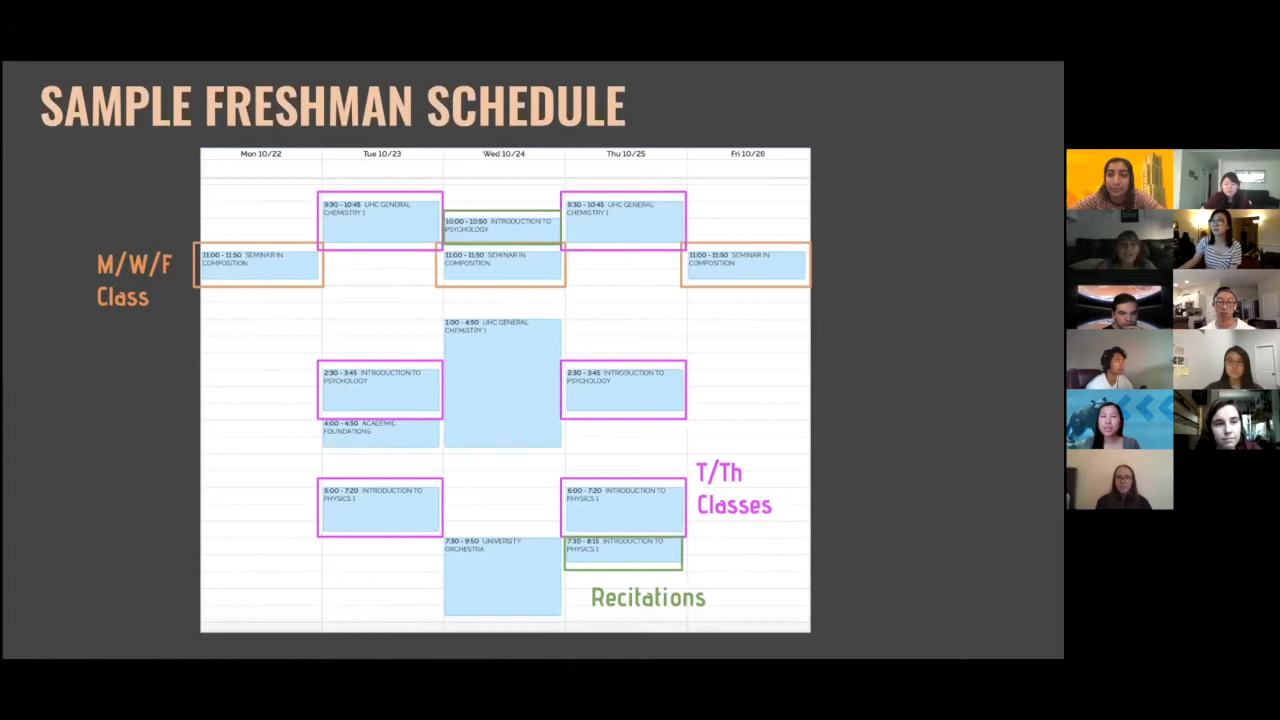 SAMPLE FRESHMAN SCHEDULE
Mon 10/22
Tue 10/23
Wed 10/24
Thu 10/25
Fri 10/26
9:30 - 10:45 UHC GENERAL
CHEMISTRY 1
10:00 - 10:50 INTRODUCTION TO
PSYCHOLOGY
9:30 - 10:45 UHC GENERAL
CHEMISTRY 1
M/W/F
Class
11:00 - 11:50 SEMINAR IN
COMPOSITION
11:00 - 11:50 SEMINAR IN
COMPOSITION
11:00 - 11:50 SEMINAR IN
COMPOSITION
1:00 - 4:50 UHC GENERAL
CHEMISTRY 1
2:30 - 3:45 INTRODUCTION TO
PSYCHOLOGY
2:30 - 3:45 INTRODUCTION TO
PSYCHOLOGY
4:00 - 4:50 ACADEMIC
FOUNDATIONS
T/Th
Classes
6:00 - 7:20 INTRODUCTION TO
PHYSICS 1
6:00 - 7:20 INTRODUCTION TO
PHYSICS 1
7:30 - 9:50 UNIVERSITY
ORCHESTRA
7:30 - 8:15 INTRODUCTION TO
PHYSICS 1
Recitations